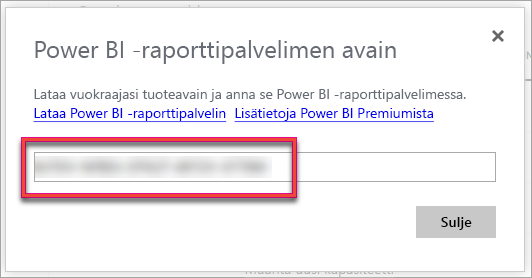 Power BI -raporttipalvelimen avain
Lataa vuokraajasi tuoteavain ja anna se Power BI -raporttipalvelimessa.
Lataa Power BI -raporttipalvelin Lisätietoja Power BI Premiumista
Sulje